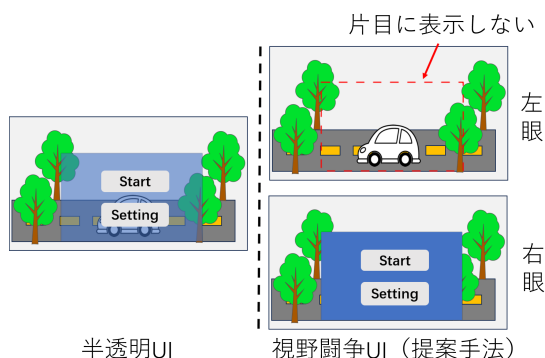 片目に表示しない
左眼
Start
Setting
Start
Setting
右眼
半透明UI
視野闘争UI（提案手法）